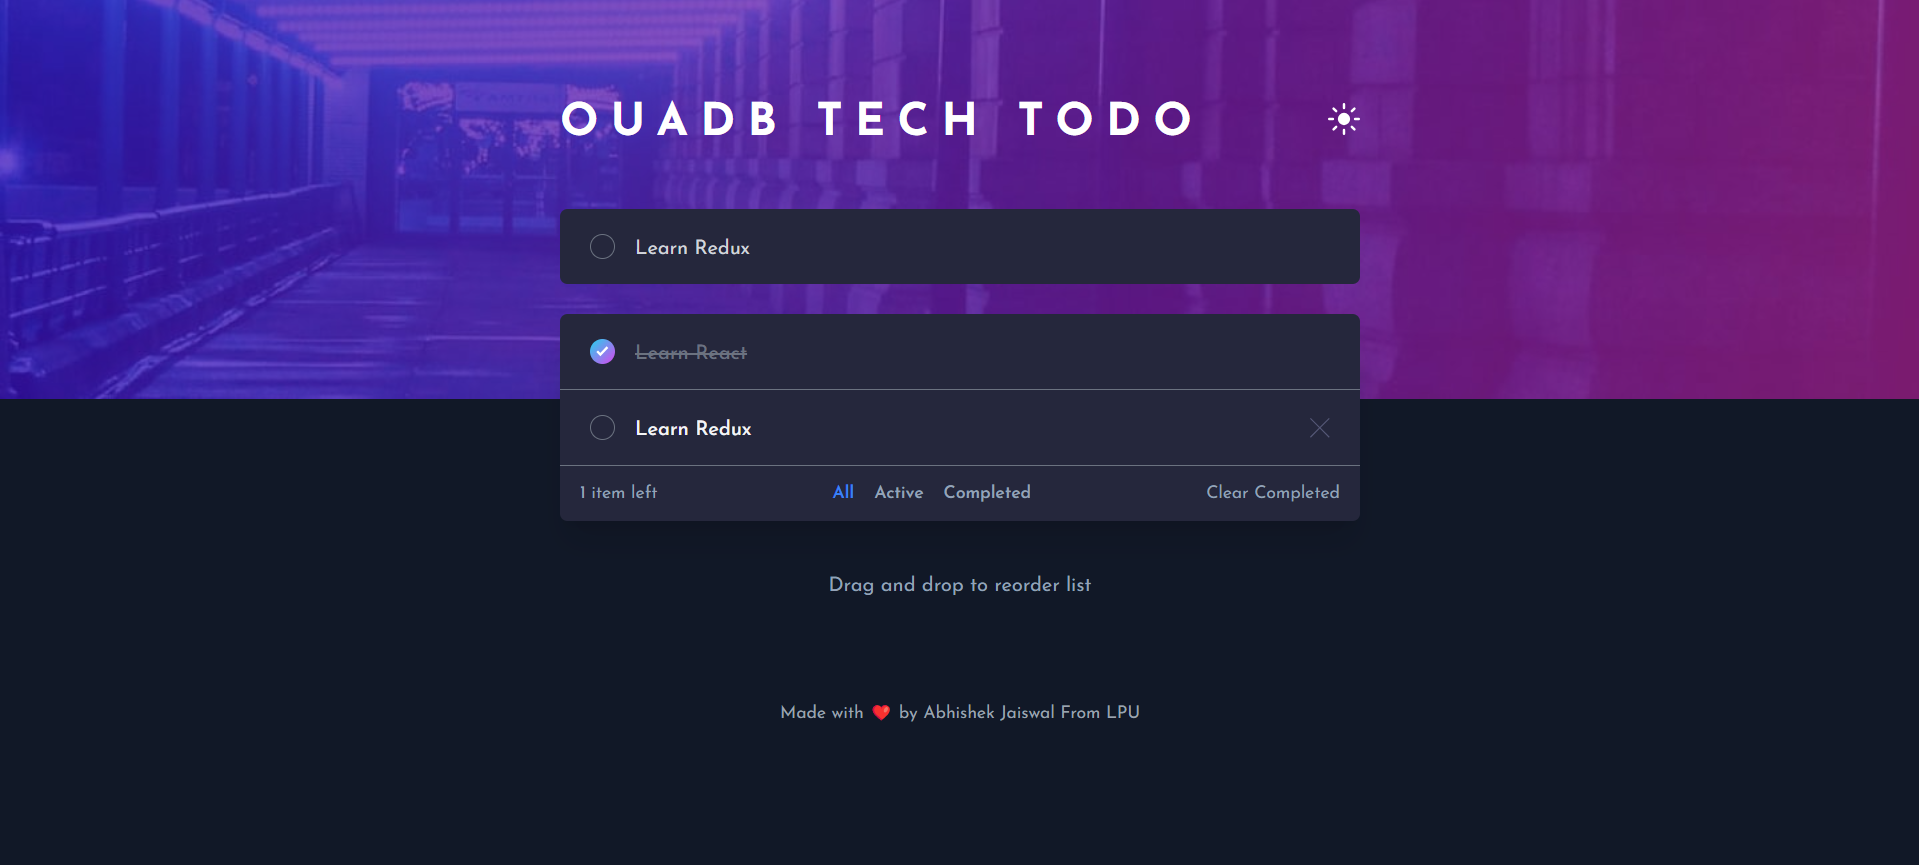 OUADB TECH TODO
Learn Redux
Learn React
Learn Redux
1 item left All Active Completed Clear Completed
Drag and drop to reorder list
Made with ❤️ by Abhishek Jaiswal From LPU